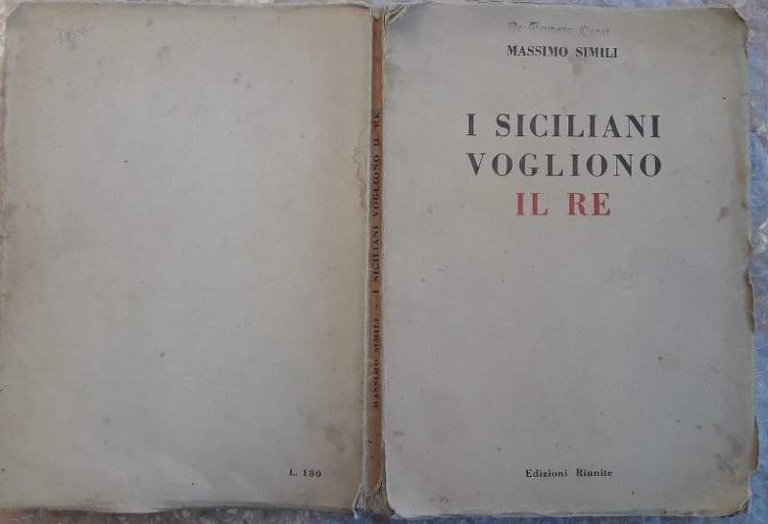 MASSIMO SIMILI
I SICILIANI
VOGLIONO
IL RE
Edizioni Riunite
MASSIMO SIMILI - I SICILIANI VOGLIONO IL RE
L. 180